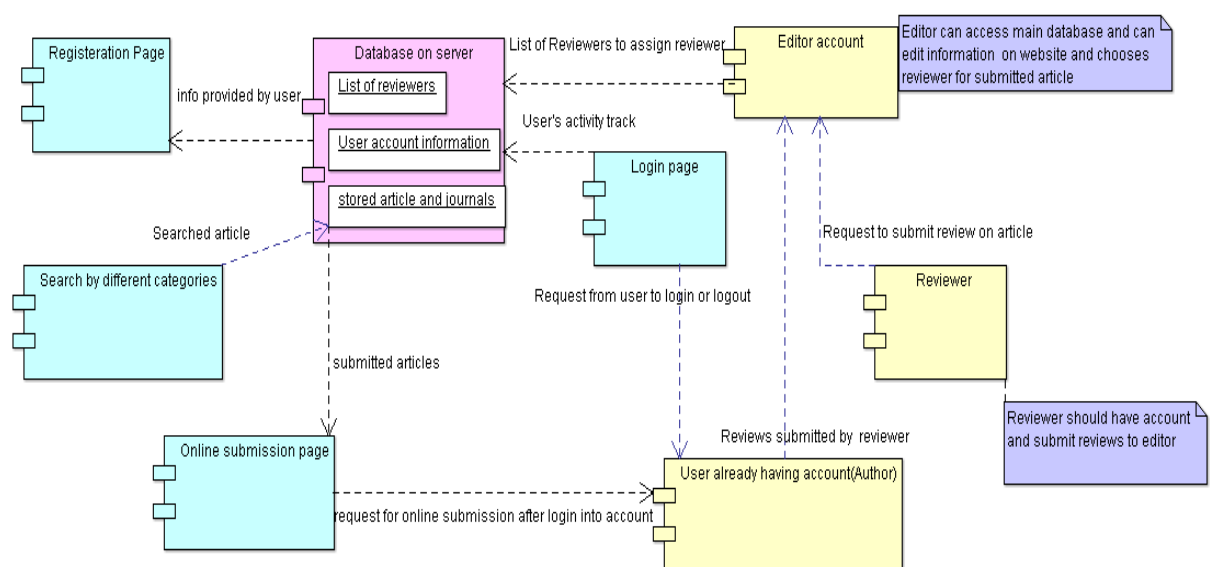 Registeration Page
Database on server
List of Reviewers to assign reviewer
Editor account
Editor can access main database and can
edit information on website and chooses
reviewer for submitted article
List of reviewers
info provided by user
User's activity track
User account information
Login page
stored article and journals
Searched article
Request to submit review on article
Search by different categories
Request from user to login or logout
Reviewer
submitted articles
Reviewer should have account
and submit reviews to editor
Online submission page
Reviews submitted by reviewer
User already having account(Author)
request for online submission after login into account